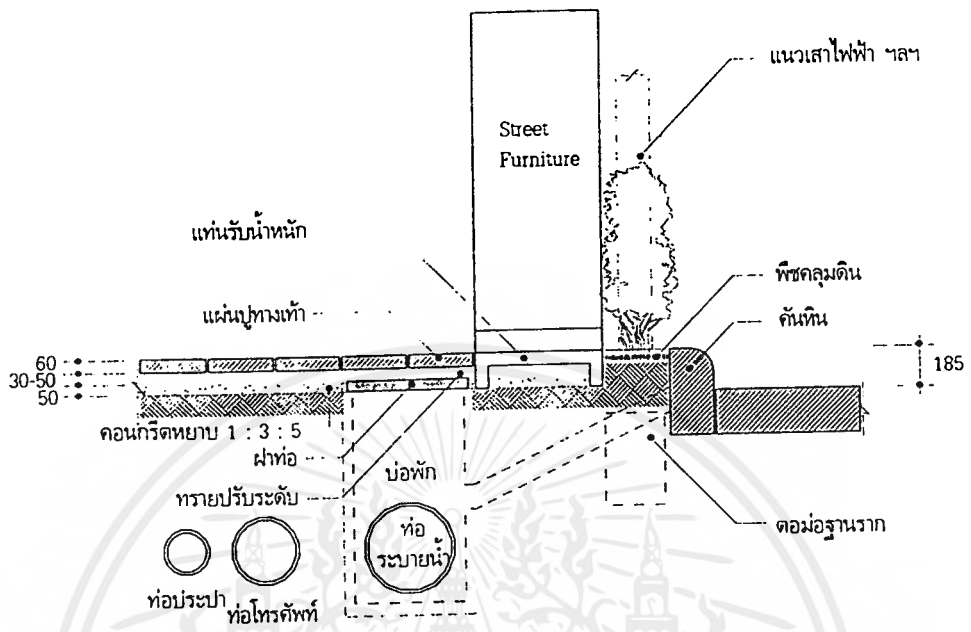 แนวเสาไฟฟ้า ฯลฯ
Street
Furniture
แท่นรับน้ำหนัก
พืชคลุมดิน
แผ่นปูทางเท้า
คันหิน
60
30-50
50
185
คอนกรีตหยาบ 1 : 3 : 5
ฝาท่อ
บ่อพัก
ทรายปรับระดับ
ท่อ
ระบายน้ำ
ตอม่อฐานราก
ท่อประปา
ท่อโทรศัพท์